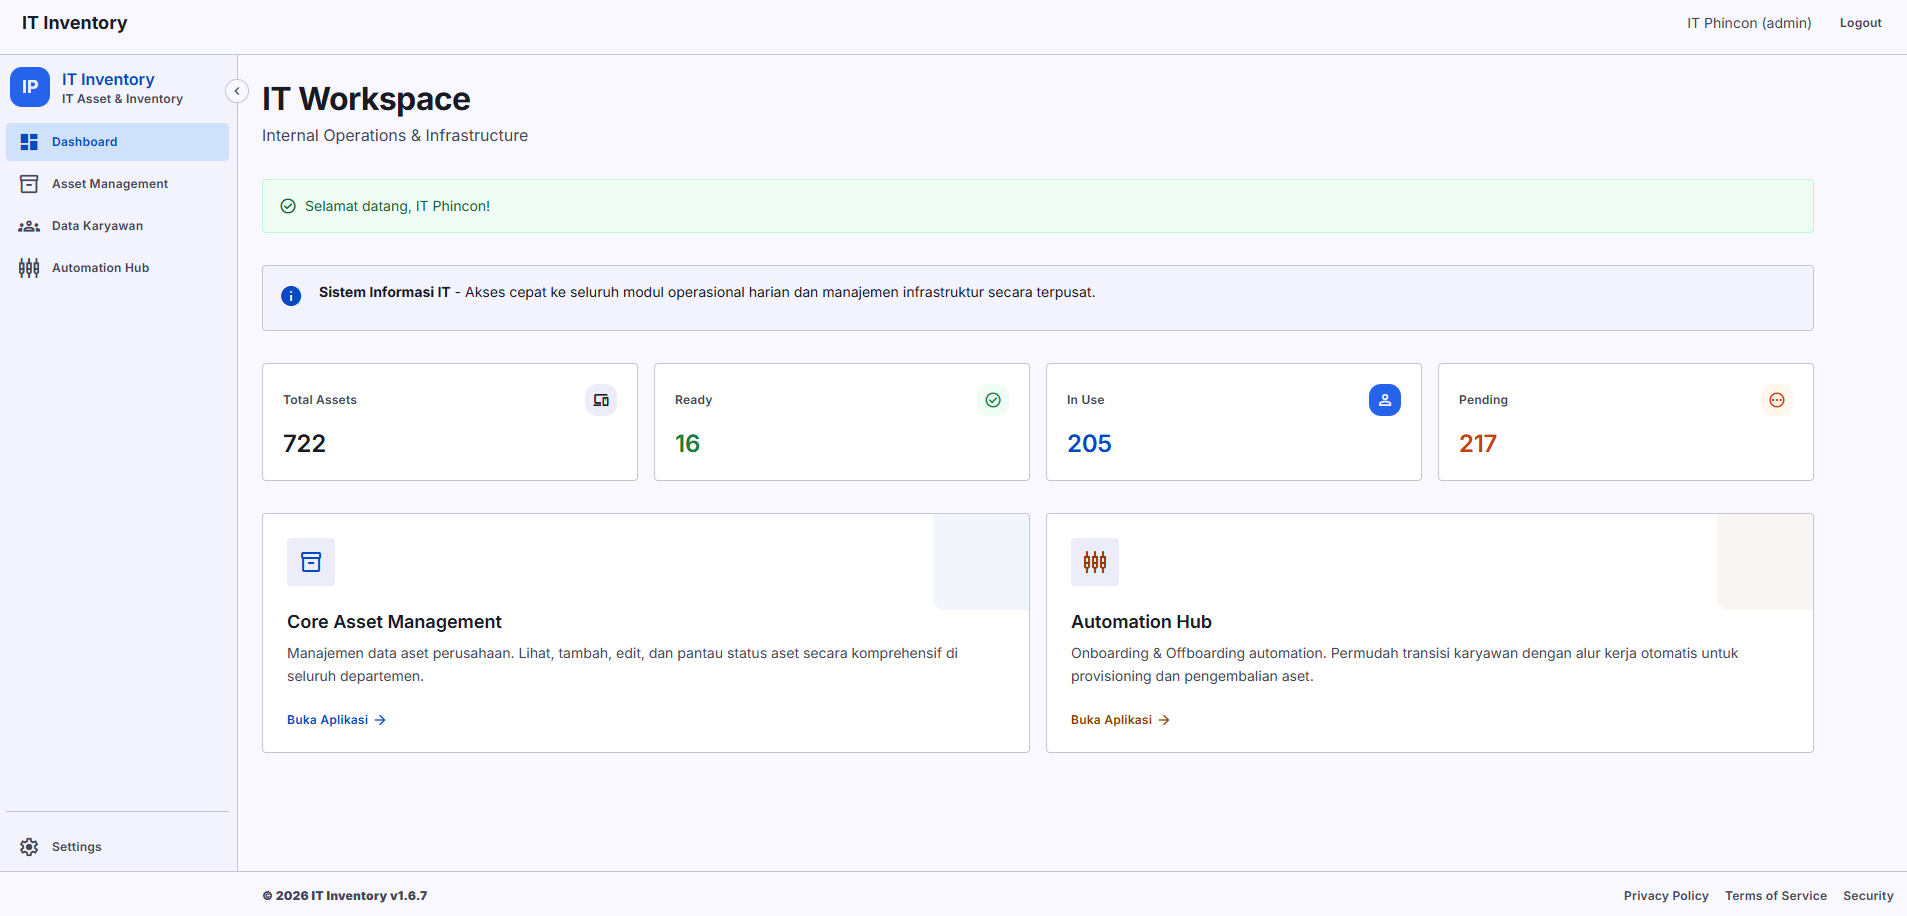 IT Inventory
IT Phincon (admin)
Logout
IP
IT Inventory
IT Asset & Inventory
Dashboard
Asset Management
Data Karyawan
Automation Hub
Settings
IT Workspace
Internal Operations & Infrastructure
Selamat datang, IT Phincon!
Sistem Informasi IT - Akses cepat ke seluruh modul operasional harian dan manajemen infrastruktur secara terpusat.
Total Assets
722
Ready
16
In Use
205
Pending
217
Core Asset Management
Manajemen data aset perusahaan. Lihat, tambah, edit, dan pantau status aset secara komprehensif di
seluruh departemen.
Buka Aplikasi
Automation Hub
Onboarding & Offboarding automation. Permudah transisi karyawan dengan alur kerja otomatis untuk
provisioning dan pengembalian aset.
Buka Aplikasi
© 2026 IT Inventory v1.6.7
Privacy Policy
Terms of Service
Security